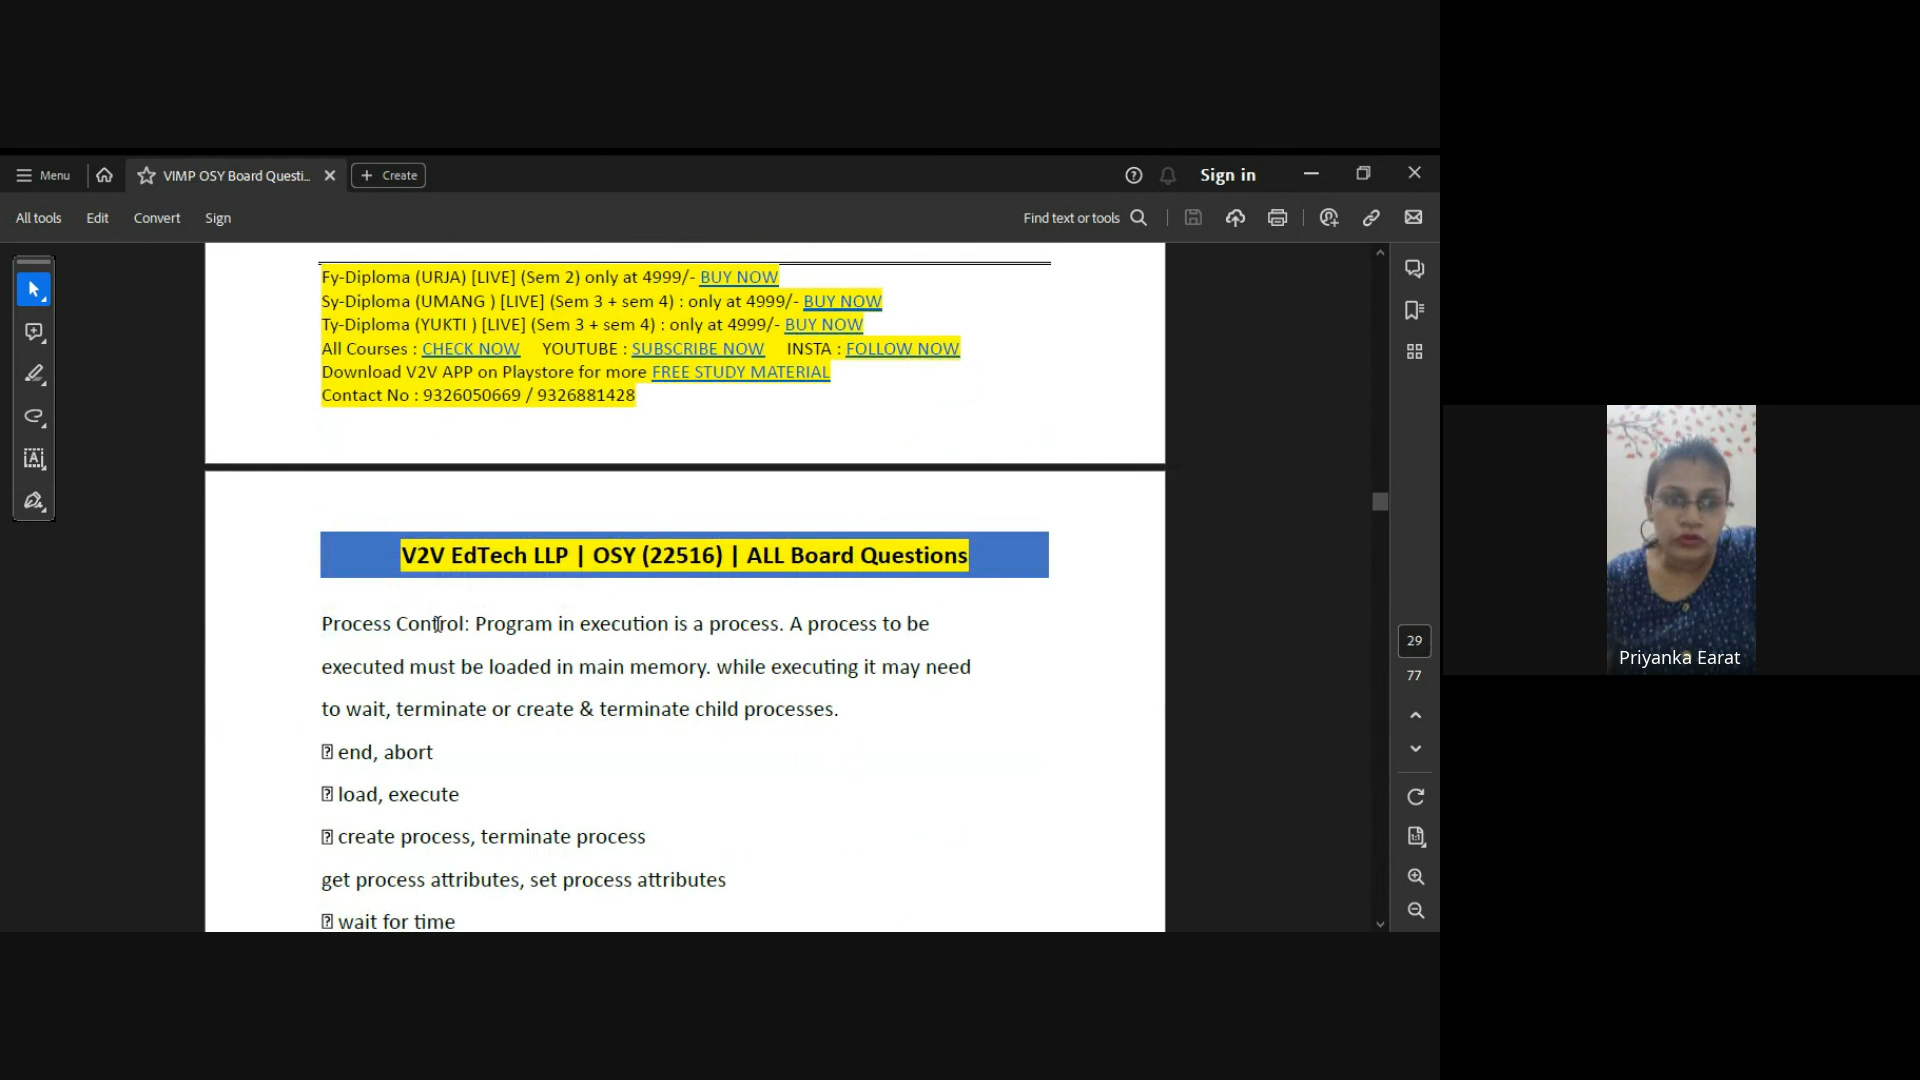 Menu
VIMP OSY Board Questi...
Create
Sign in
All tools
Edit
Convert
Sign
Find text or tools
Fy-Diploma (URJA) [LIVE] (Sem 2) only at 4999/- BUY NOW
Sy-Diploma (UMANG ) [LIVE] (Sem 3 + sem 4) : only at 4999/- BUY NOW
Ty-Diploma (YUKTI ) [LIVE] (Sem 3 + sem 4) : only at 4999/- BUY NOW
All Courses : CHECK NOW YOUTUBE : SUBSCRIBE NOW INSTA : FOLLOW NOW
Download V2V APP on Playstore for more FREE STUDY MATERIAL
Contact No : 9326050669 / 9326881428
V2V EdTech LLP | OSY (22516) | ALL Board Questions
Process Control: Program in execution is a process. A process to be
executed must be loaded in main memory. while executing it may need
to wait, terminate or create & terminate child processes.
end, abort
load, execute
create process, terminate process
get process attributes, set process attributes
wait for time
29
77
Priyanka Earat